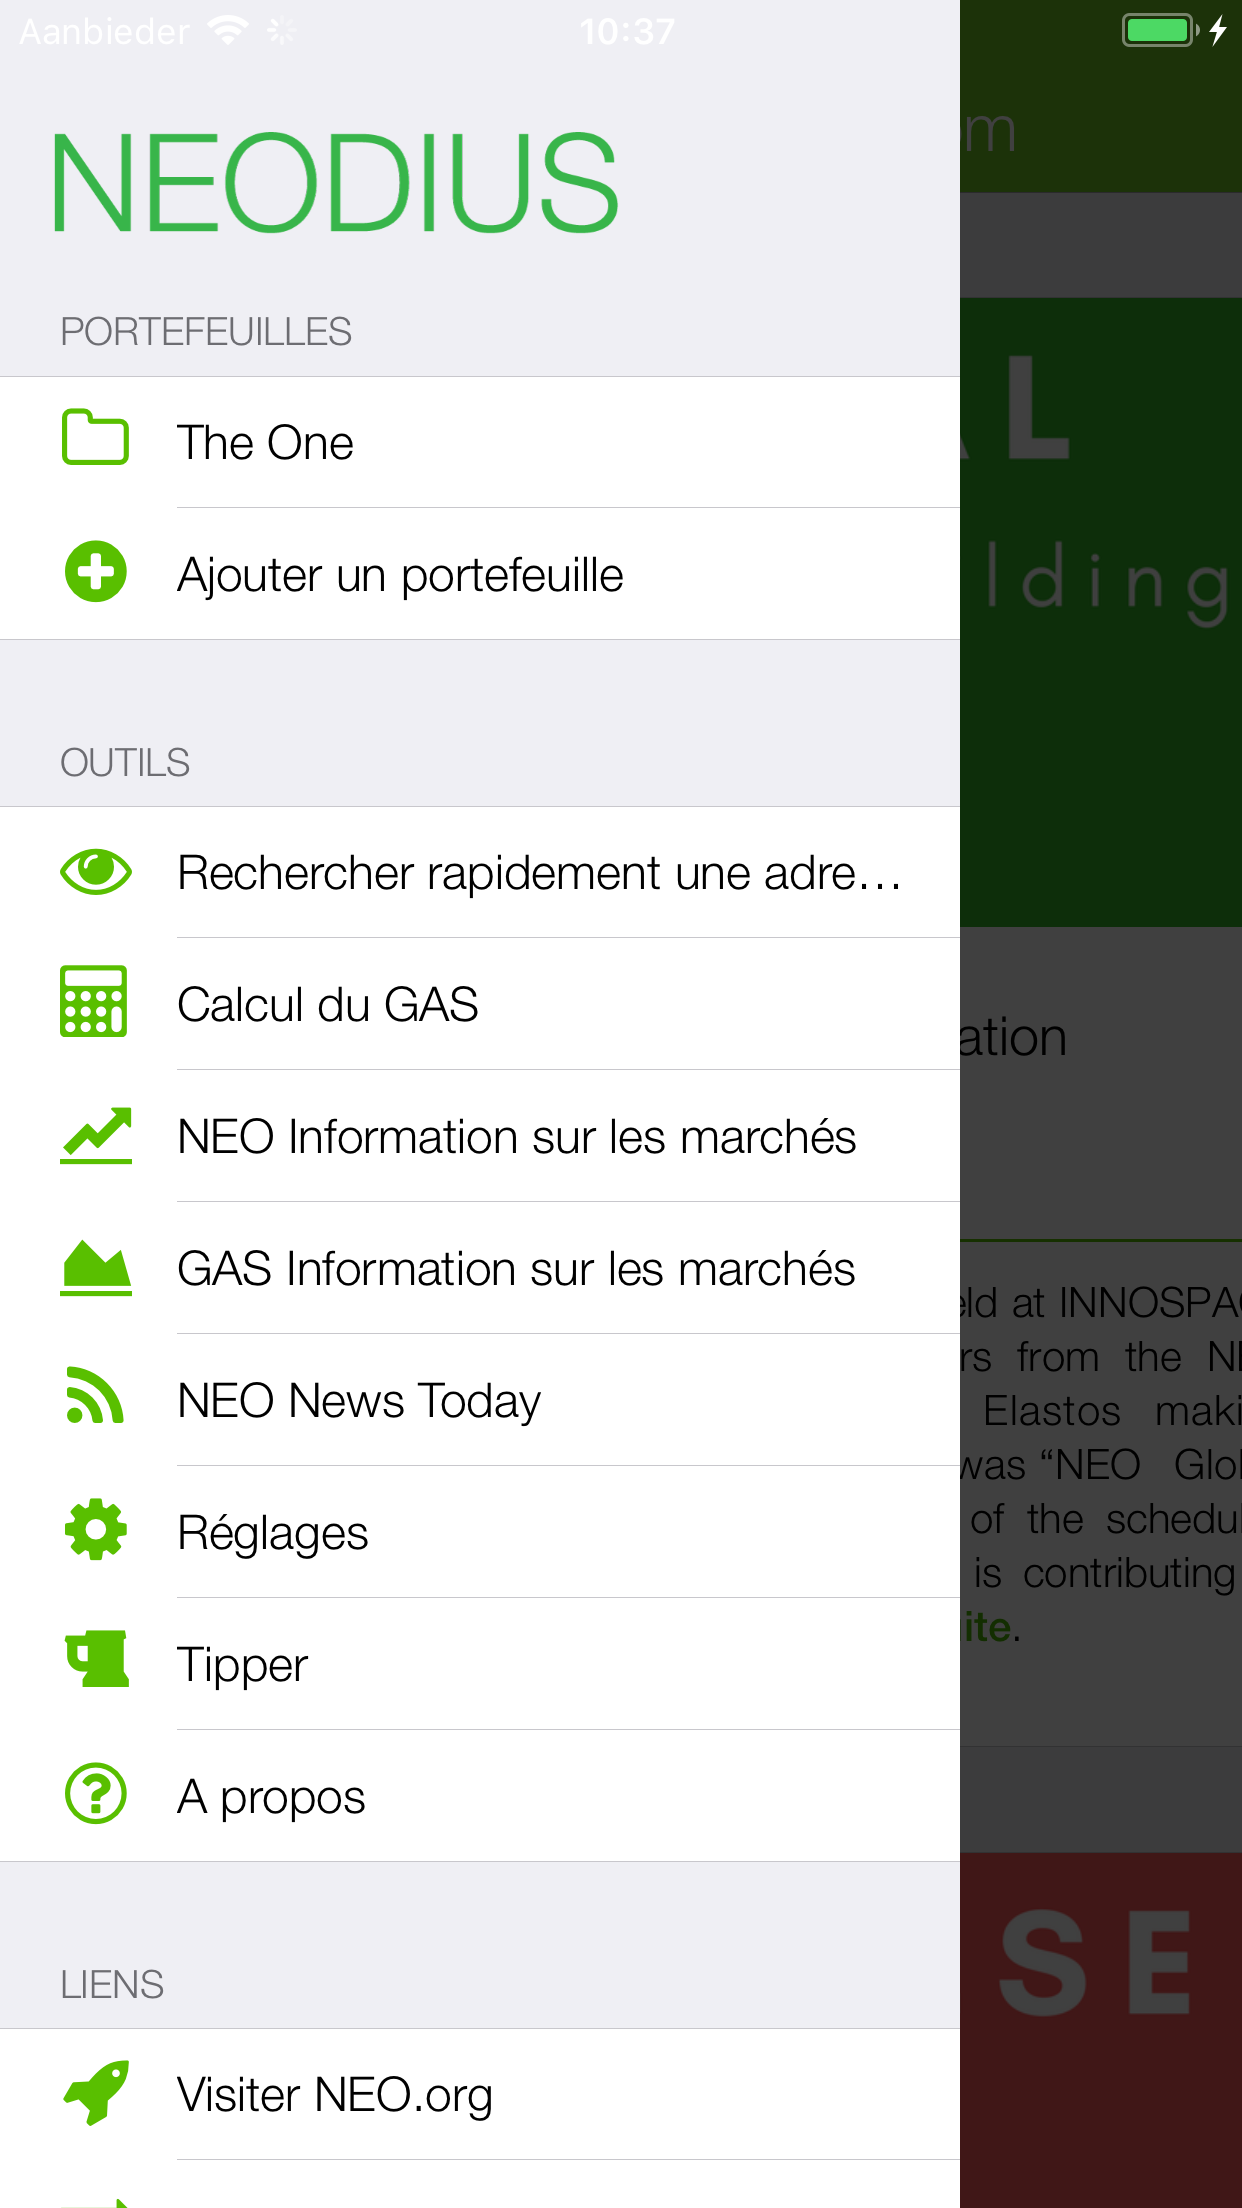 Aanbieder 10:37
NEODIUS
PORTEFEUILLES
The One
Ajouter un portefeuille
OUTILS
Rechercher rapidement une adre...
Calcul du GAS
NEO Information sur les marchés
GAS Information sur les marchés
NEO News Today
Réglages
Tipper
A propos
LIENS
Visiter NEO.org
m
L
lding
ation
eld at INNOSPA
rs from the N
Elastos maki
was “NEO Glo
of the schedul
is contributing
ite.
SE